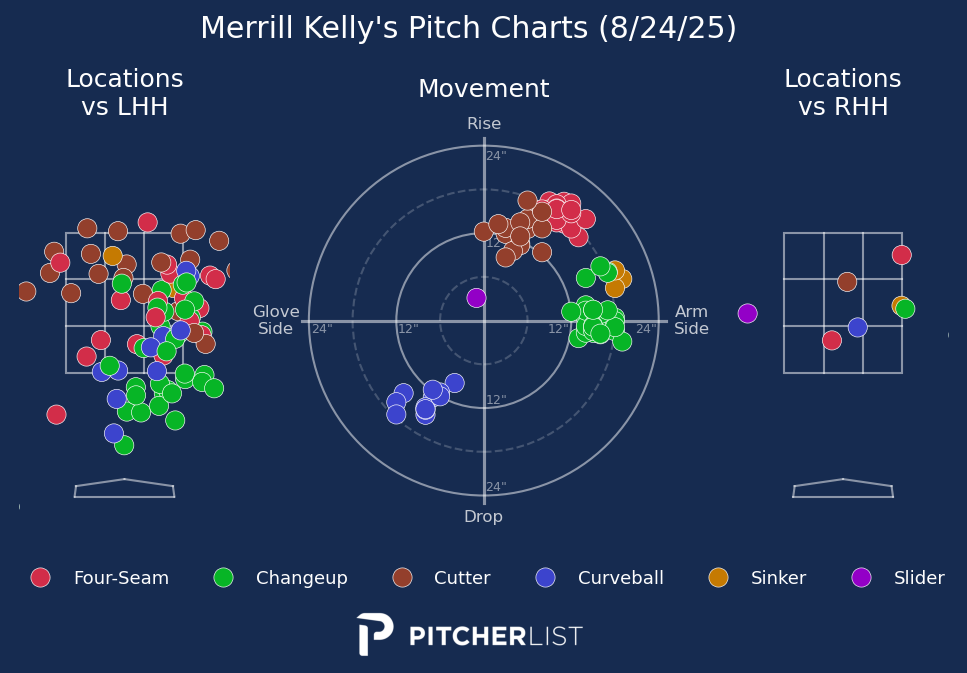 Merrill Kelly's Pitch Charts (8/24/25)
Locations
vs LHH
Movement
Locations
vs RHH
Rise
24"
12"
Glove
Side
24"
12"
12"
24"
Arm
Side
12"
24"
Drop
Four-Seam
Changeup
Cutter
Curveball
Sinker
Slider
PITCHERLIST